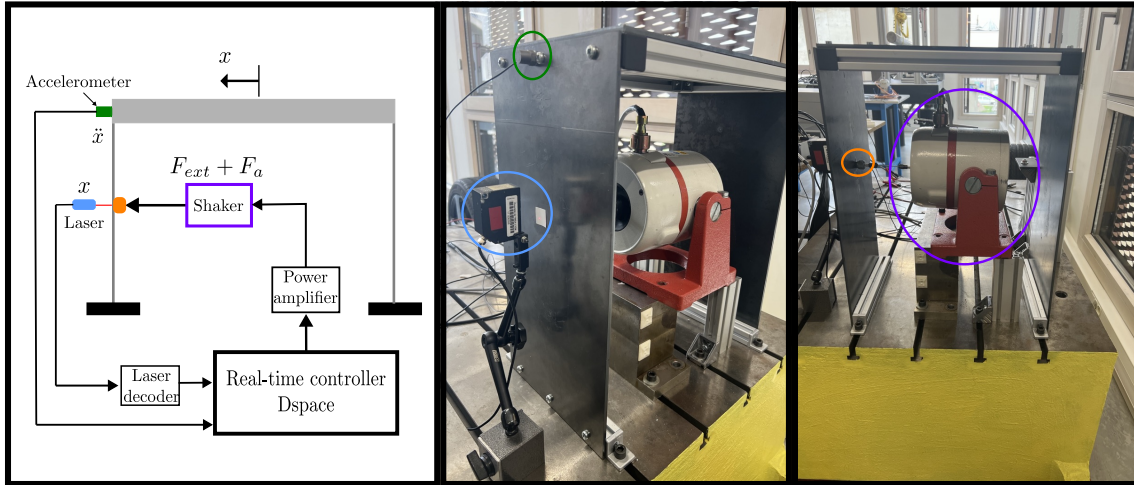 x
Accelerometer
ẍ
F_ext + F_a
x
Laser
Shaker
Power
amplifier
Laser
decoder
Real-time controller
Dspace